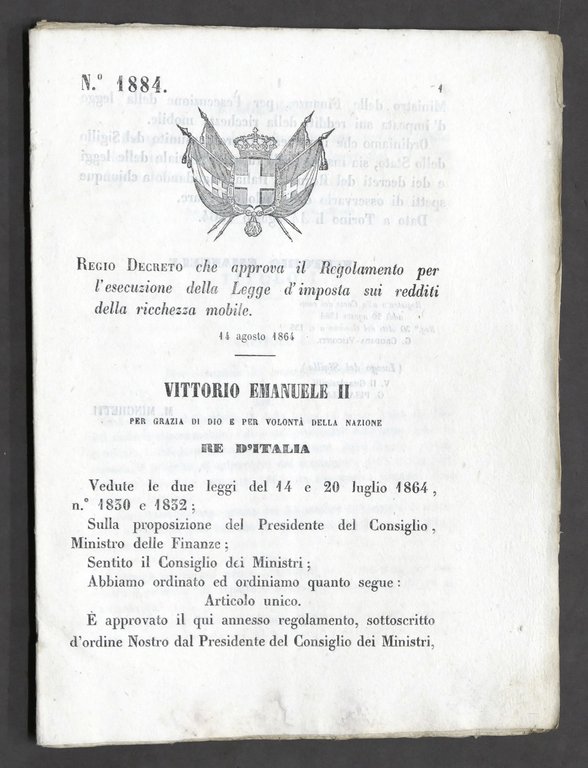 N.° 1884.
1
REGIO DECRETO che approva il Regolamento per
l'esecuzione della Legge d'imposta sui redditi
della ricchezza mobile.
14 agosto 1864
VITTORIO EMANUELE II
PER GRAZIA DI DIO E PER VOLONTÀ DELLA NAZIONE
RE D'ITALIA
Vedute le due leggi del 14 e 20 luglio 1864,
n.° 1830 e 1832;
Sulla proposizione del Presidente del Consiglio,
Ministro delle Finanze;
Sentito il Consiglio dei Ministri;
Abbiamo ordinato ed ordiniamo quanto segue:
Articolo unico.
È approvato il qui annesso regolamento, sottoscritto
d'ordine Nostro dal Presidente del Consiglio dei Ministri,